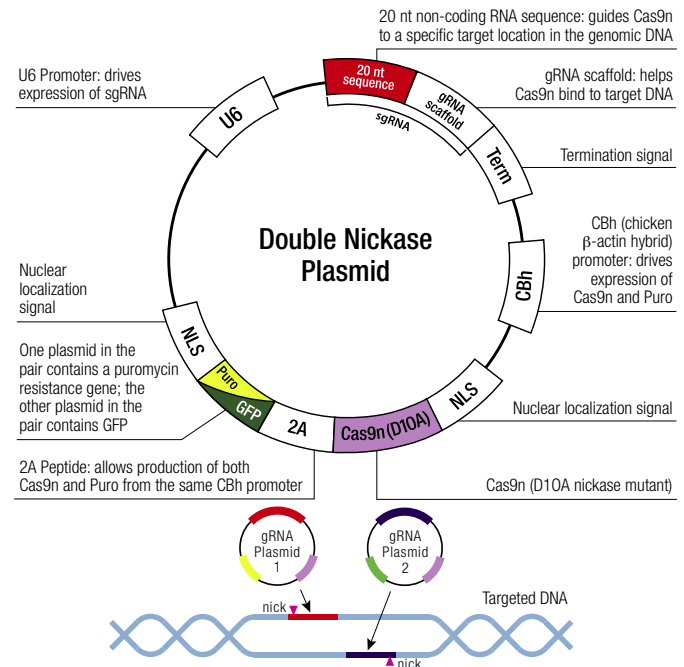 20 nt non-coding RNA sequence: guides Cas9n
to a specific target location in the genomic DNA
U6 Promoter: drives
expression of sgRNA
gRNA scaffold: helps
Cas9n bind to target DNA
20 nt
sequence
gRNA
scaffold
sgRNA
U6
Term
Termination signal
Double Nickase
Plasmid
CBh (chicken
β-actin hybrid)
promoter: drives
expression of
Cas9n and Puro
CBh
Nuclear
localization
signal
NLS
One plasmid in the
pair contains a puromycin
resistance gene; the
other plasmid in the
pair contains GFP
Puro
GFP
2A
Cas9n (D10A)
NLS
Nuclear localization signal
2A Peptide: allows production of both
Cas9n and Puro from the same CBh promoter
Cas9n (D10A nickase mutant)
gRNA
Plasmid
1
gRNA
Plasmid
2
nick
Targeted DNA
nick